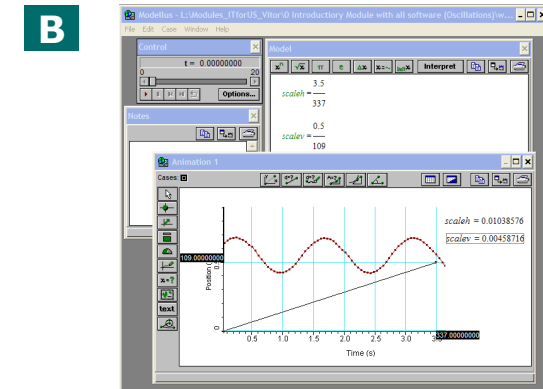 B
Modellus - L:\Modules_ITforUS_Vitor\0 Introductiory Module with all software (Oscillations)\w...
File Edit Case Window Help
Control
t = 0.00000000
0 20
Options...
Model
Interpret
scaleh = 3.5
337
scalev = 0.5
109
Notes
Animation 1
Cases:
x=?
text
scaleh = 0.01038576
scalev = 0.00458716
109.00000000
Position
0
337.00000000
0.5 1.0 1.5 2.0 2.5 3.0
Time (s)